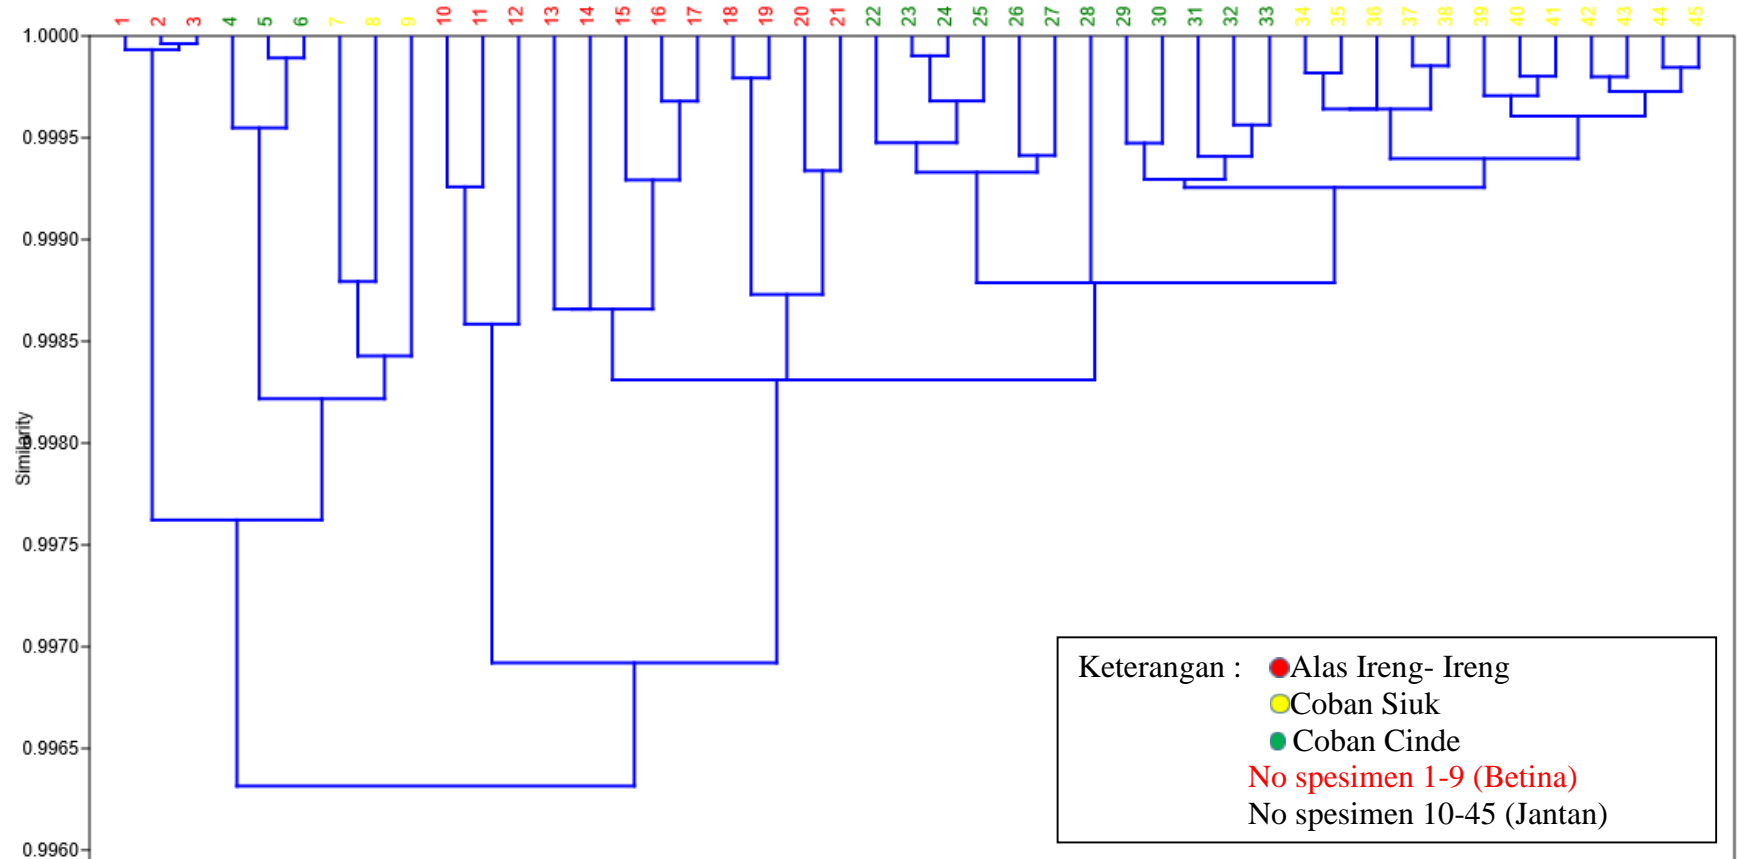 1 2 3 4 5 6 7 8 9 10 11 12 13 14 15 16 17 18 19 20 21 22 23 24 25 26 27 28 29 30 31 32 33 34 35 36 37 38 39 40 41 42 43 44 45
1.0000
0.9995
0.9990
0.9985
0.9980
0.9975
0.9970
0.9965
0.9960
Similarity
Keterangan : Alas Ireng- Ireng
Coban Siuk
Coban Cinde
No spesimen 1-9 (Betina)
No spesimen 10-45 (Jantan)